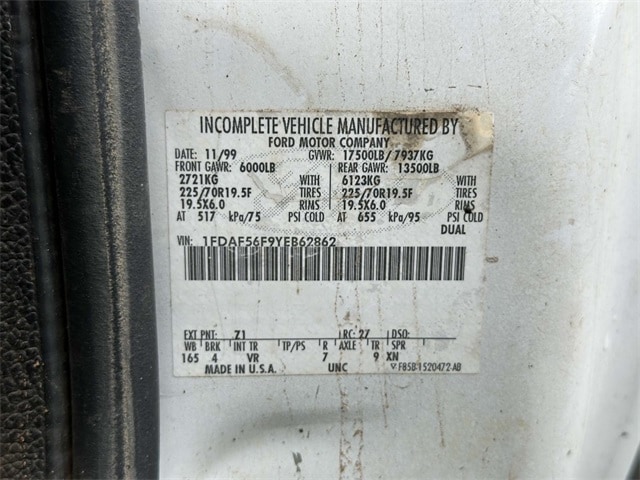 INCOMPLETE VEHICLE MANUFACTURED BY
FORD MOTOR COMPANY
DATE: 11/99 GVWR: 17500LB/7937KG
FRONT GAWR: 6000LB REAR GAWR: 13500LB
2721KG WITH 6123KG WITH
225/70R19.5F TIRES 225/70R19.5F TIRES
19.5X6.0 RIMS 19.5X6.0 RIMS
AT 517 kPa/75 PSI COLD AT 655 kPa/95 PSI COLD
DUAL
VIN: 1FDAF56F9YEB62862
EXT PNT: Z1 RC: 27 DSO:
WB BRK INT TR TP/PS R AXLE TR SPR
165 4 VR 7 9 XN
MADE IN U.S.A. UNC F85B-1520472-AB